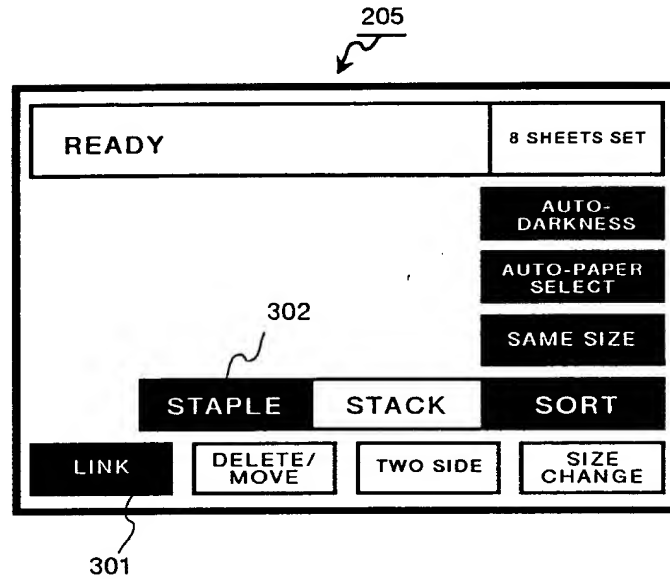 205
READY
8 SHEETS SET
AUTO-
DARKNESS
AUTO-PAPER
SELECT
SAME SIZE
302
STAPLE
STACK
SORT
LINK
DELETE/
MOVE
TWO SIDE
SIZE
CHANGE
301